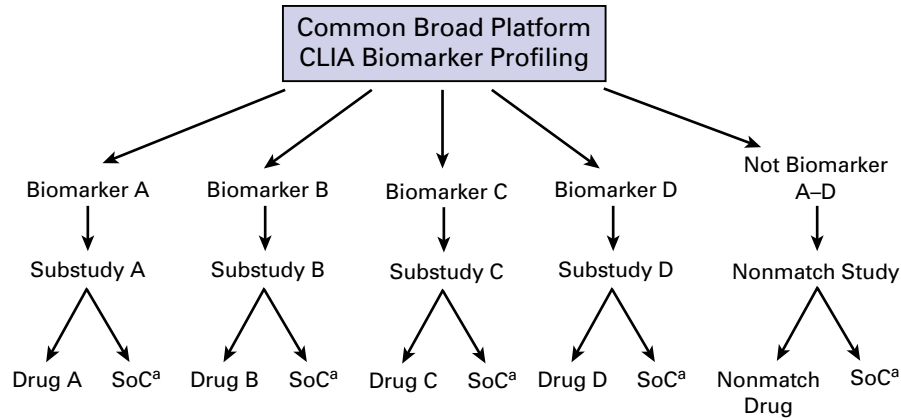 Common Broad Platform
CLIA Biomarker Profiling
Biomarker A
Biomarker B
Biomarker C
Biomarker D
Not Biomarker
A–D
Substudy A
Substudy B
Substudy C
Substudy D
Nonmatch Study
Drug A
SoCᵃ
Drug B
SoCᵃ
Drug C
SoCᵃ
Drug D
SoCᵃ
Nonmatch
Drug
SoCᵃ